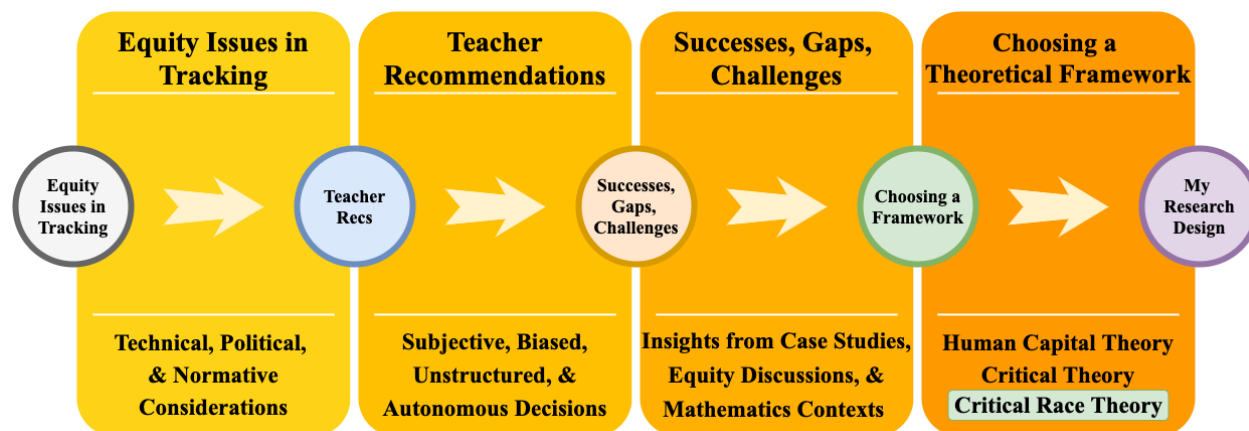 Equity Issues in
Tracking
Teacher
Recommendations
Successes, Gaps,
Challenges
Choosing a
Theoretical Framework
Equity
Issues in
Tracking
Teacher
Recs
Successes,
Gaps,
Challenges
Choosing a
Framework
My
Research
Design
Technical, Political,
& Normative
Considerations
Subjective, Biased,
Unstructured, &
Autonomous Decisions
Insights from Case Studies,
Equity Discussions, &
Mathematics Contexts
Human Capital Theory
Critical Theory
Critical Race Theory